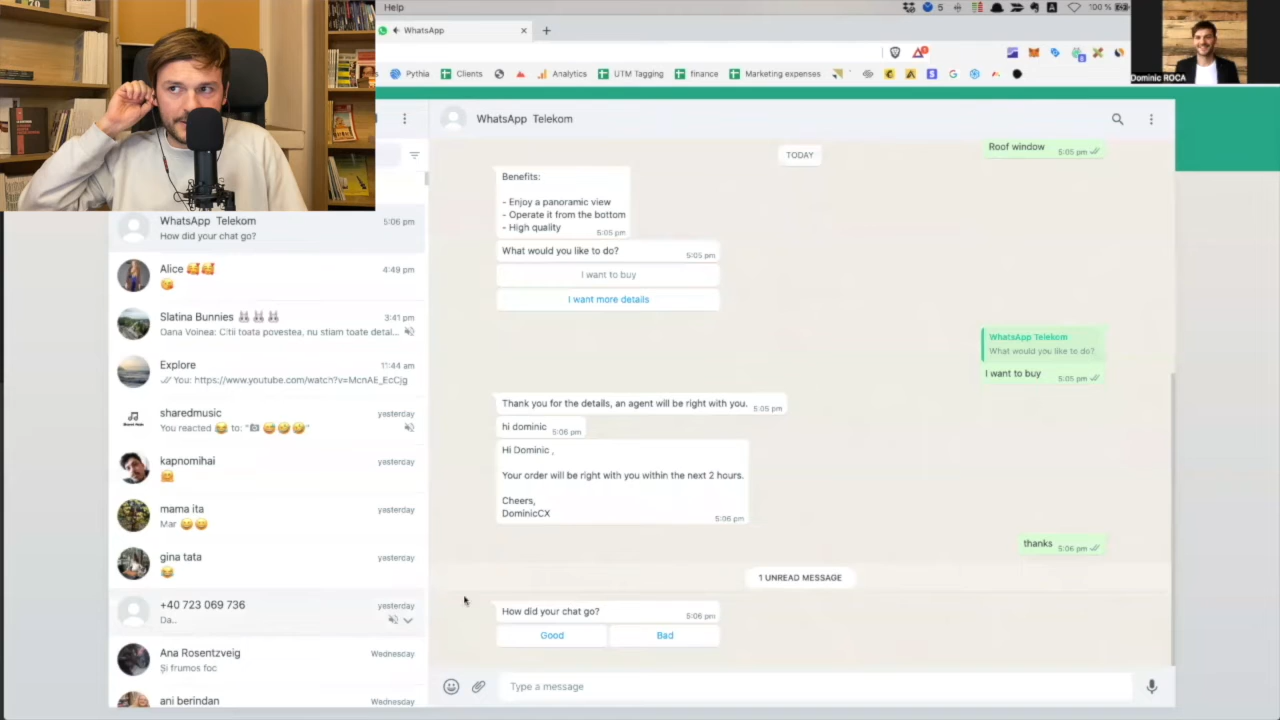 Help
5
100 %
WhatsApp
Pythia
Clients
Analytics
UTM Tagging
finance
Marketing expenses
Dominic ROCA
WhatsApp Telekom
5:06 pm
How did your chat go?
Alice 🥰🥰
4:49 pm
😘
Slatina Bunnies 🐰🐰🐰
3:41 pm
Oana Voinea: Citii toata povestea, nu stiam toate detal...
Explore
11:44 am
You: https://www.youtube.com/watch?v=McnAE_EcCjg
sharedmusic
yesterday
You reacted 😂 to: "📷 😅🤣🤣"
kapnomihai
yesterday
🤗
mama ita
yesterday
Mar 😄😄
gina tata
yesterday
😂
+40 723 069 736
yesterday
Da..
Ana Rosentzveig
Wednesday
Și frumos foc
ani berindan
Wednesday
WhatsApp Telekom
Roof window
5:05 pm
TODAY
Benefits:
- Enjoy a panoramic view
- Operate it from the bottom
- High quality
5:05 pm
What would you like to do?
5:05 pm
I want to buy
I want more details
WhatsApp Telekom
What would you like to do?
I want to buy
5:05 pm
Thank you for the details, an agent will be right with you.
5:05 pm
hi dominic
5:06 pm
Hi Dominic ,
Your order will be right with you within the next 2 hours.
Cheers,
DominicCX
5:06 pm
thanks
5:06 pm
1 UNREAD MESSAGE
How did your chat go?
5:06 pm
Good
Bad
Type a message